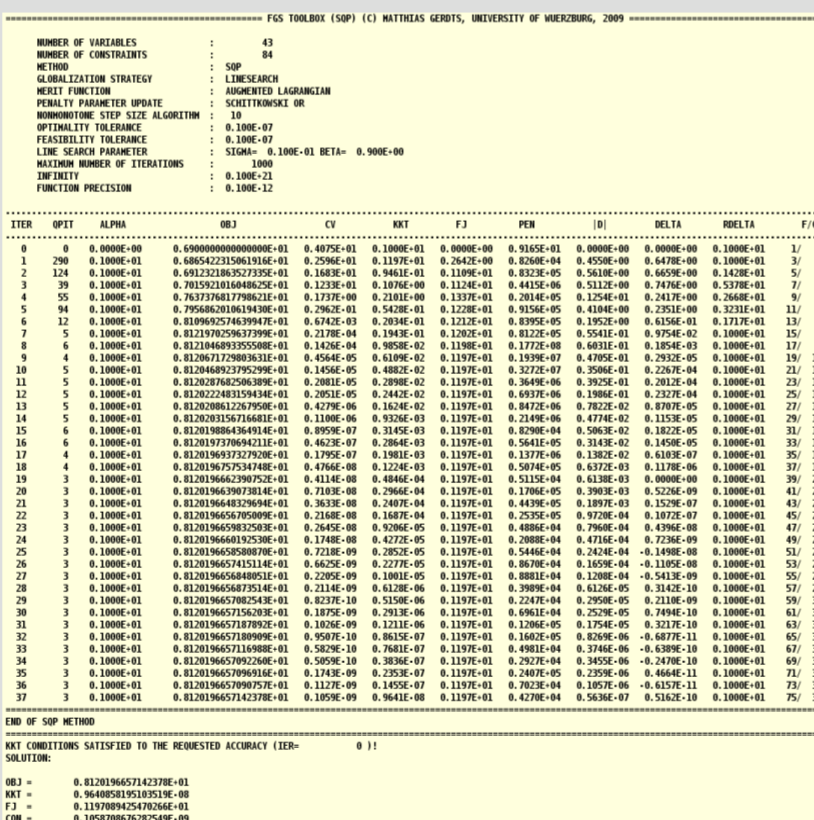 ============================================ FGS TOOLBOX (SQP) (C) MATTHIAS GERDTS, UNIVERSITY OF WUERZBURG, 2009 ================================
NUMBER OF VARIABLES : 43
NUMBER OF CONSTRAINTS : 84
METHOD : SQP
GLOBALIZATION STRATEGY : LINESEARCH
MERIT FUNCTION : AUGMENTED LAGRANGIAN
PENALTY PARAMETER UPDATE : SCHITTKOWSKI OR
NONMONOTONE STEP SIZE ALGORITHM : 10
OPTIMALITY TOLERANCE : 0.100E-07
FEASIBILITY TOLERANCE : 0.100E-07
LINE SEARCH PARAMETER : SIGMA= 0.100E-01 BETA= 0.900E+00
MAXIMUM NUMBER OF ITERATIONS : 1000
INFINITY : 0.100E+21
FUNCTION PRECISION : 0.100E-12
ITER QPIT ALPHA OBJ CV KKT FJ PEN |D| DELTA RDELTA F/
0 0 0.0000E+00 0.6900000000000000E+01 0.4075E+01 0.1000E+01 0.0000E+00 0.9165E+01 0.0000E+00 0.0000E+00 0.1000E+01 1/
1 290 0.1000E+01 0.6865422315061916E+01 0.2596E+01 0.1197E+01 0.2642E+00 0.8260E+04 0.4550E+00 0.6478E+00 0.1000E+01 3/
2 124 0.1000E+01 0.6912321863527335E+01 0.1683E+01 0.9461E-01 0.1109E+01 0.8323E+05 0.5610E+00 0.6659E+00 0.1428E+01 5/
3 39 0.1000E+01 0.7015921016048625E+01 0.1233E+01 0.1076E+00 0.1124E+01 0.4415E+06 0.5112E+00 0.7476E+00 0.5378E+01 7/
4 55 0.1000E+01 0.7637376817798621E+01 0.1737E+00 0.2101E+00 0.1337E+01 0.2014E+05 0.1254E+01 0.2417E+00 0.2668E+01 9/
5 94 0.1000E+01 0.7956862010619430E+01 0.2962E-01 0.5428E-01 0.1228E+01 0.9156E+05 0.4104E+00 0.2351E+00 0.3231E+01 11/
6 12 0.1000E+01 0.8109692574639947E+01 0.6742E-03 0.2034E-01 0.1212E+01 0.8395E+05 0.1952E+00 0.6156E-01 0.1717E+01 13/
7 5 0.1000E+01 0.8121970259637399E+01 0.2178E-04 0.1943E-01 0.1202E+01 0.8122E+05 0.5541E-01 0.9754E-02 0.1000E+01 15/
8 6 0.1000E+01 0.8121046893355508E+01 0.1426E-04 0.9858E-02 0.1198E+01 0.1772E+08 0.6031E-01 0.1854E-03 0.1000E+01 17/
9 4 0.1000E+01 0.8120671729803631E+01 0.4564E-05 0.6109E-02 0.1197E+01 0.1939E+07 0.4705E-01 0.2932E-05 0.1000E+01 19/
10 5 0.1000E+01 0.8120468923795299E+01 0.1456E-05 0.4882E-02 0.1197E+01 0.3272E+07 0.3506E-01 0.2267E-04 0.1000E+01 21/
11 5 0.1000E+01 0.8120287682506389E+01 0.2081E-05 0.2898E-02 0.1197E+01 0.3649E+06 0.3925E-01 0.2012E-04 0.1000E+01 23/
12 5 0.1000E+01 0.8120222483159434E+01 0.2051E-05 0.2442E-02 0.1197E+01 0.6937E+06 0.1986E-01 0.2327E-04 0.1000E+01 25/
13 5 0.1000E+01 0.8120208612267950E+01 0.4279E-06 0.1624E-02 0.1197E+01 0.8472E+06 0.7822E-02 0.8707E-05 0.1000E+01 27/
14 5 0.1000E+01 0.8120203156716681E+01 0.1100E-06 0.9326E-03 0.1197E+01 0.2149E+06 0.4774E-02 0.1153E-05 0.1000E+01 29/
15 6 0.1000E+01 0.8120198864364914E+01 0.8959E-07 0.3145E-03 0.1197E+01 0.8290E+04 0.5063E-02 0.1822E-05 0.1000E+01 31/
16 6 0.1000E+01 0.8120197370694211E+01 0.4623E-07 0.2864E-03 0.1197E+01 0.5641E+05 0.3143E-02 0.1450E-05 0.1000E+01 33/
17 4 0.1000E+01 0.8120196937327920E+01 0.1795E-07 0.1981E-03 0.1197E+01 0.1377E+06 0.1382E-02 0.6103E-07 0.1000E+01 35/
18 4 0.1000E+01 0.8120196757534748E+01 0.4766E-08 0.1224E-03 0.1197E+01 0.5074E+05 0.6372E-03 0.1178E-06 0.1000E+01 37/
19 3 0.1000E+01 0.8120196662390752E+01 0.4114E-08 0.4846E-04 0.1197E+01 0.5115E+04 0.6138E-03 0.0000E+00 0.1000E+01 39/
20 3 0.1000E+01 0.8120196639073814E+01 0.7103E-08 0.2966E-04 0.1197E+01 0.1706E+05 0.3903E-03 0.5226E-09 0.1000E+01 41/
21 3 0.1000E+01 0.8120196648329694E+01 0.3633E-08 0.2407E-04 0.1197E+01 0.4439E+05 0.1897E-03 0.1529E-07 0.1000E+01 43/
22 3 0.1000E+01 0.8120196656705009E+01 0.2168E-08 0.1687E-04 0.1197E+01 0.2535E+05 0.9720E-04 0.1072E-07 0.1000E+01 45/
23 3 0.1000E+01 0.8120196659832503E+01 0.2645E-08 0.9206E-05 0.1197E+01 0.4886E+04 0.7960E-04 0.4396E-08 0.1000E+01 47/
24 3 0.1000E+01 0.8120196660192530E+01 0.1748E-08 0.4272E-05 0.1197E+01 0.2088E+04 0.4716E-04 0.7236E-09 0.1000E+01 49/
25 3 0.1000E+01 0.8120196658580870E+01 0.7218E-09 0.2852E-05 0.1197E+01 0.5446E+04 0.2424E-04 -0.1498E-08 0.1000E+01 51/
26 3 0.1000E+01 0.8120196657415114E+01 0.6625E-09 0.2277E-05 0.1197E+01 0.8670E+04 0.1659E-04 -0.1105E-08 0.1000E+01 53/
27 3 0.1000E+01 0.8120196656848051E+01 0.2205E-09 0.1001E-05 0.1197E+01 0.8881E+04 0.1208E-04 -0.5413E-09 0.1000E+01 55/
28 3 0.1000E+01 0.8120196656873514E+01 0.2114E-09 0.6128E-06 0.1197E+01 0.3989E+04 0.6126E-05 0.3142E-10 0.1000E+01 57/
29 3 0.1000E+01 0.8120196657082543E+01 0.8237E-10 0.5150E-06 0.1197E+01 0.2247E+04 0.2950E-05 0.2110E-09 0.1000E+01 59/
30 3 0.1000E+01 0.8120196657156203E+01 0.1875E-09 0.2913E-06 0.1197E+01 0.6961E+04 0.2529E-05 0.7494E-10 0.1000E+01 61/
31 3 0.1000E+01 0.8120196657187892E+01 0.1026E-09 0.1211E-06 0.1197E+01 0.1206E+05 0.1754E-05 0.3217E-10 0.1000E+01 63/
32 3 0.1000E+01 0.8120196657180909E+01 0.9507E-10 0.8615E-07 0.1197E+01 0.1602E+05 0.8269E-06 -0.6877E-11 0.1000E+01 65/
33 3 0.1000E+01 0.8120196657116988E+01 0.5829E-10 0.7681E-07 0.1197E+01 0.4981E+04 0.3746E-06 -0.6389E-10 0.1000E+01 67/
34 3 0.1000E+01 0.8120196657092260E+01 0.5059E-10 0.3836E-07 0.1197E+01 0.2927E+04 0.3455E-06 -0.2470E-10 0.1000E+01 69/
35 3 0.1000E+01 0.8120196657096916E+01 0.1743E-09 0.2353E-07 0.1197E+01 0.2407E+05 0.2359E-06 0.4664E-11 0.1000E+01 71/
36 3 0.1000E+01 0.8120196657090757E+01 0.1127E-09 0.1455E-07 0.1197E+01 0.7023E+04 0.1057E-06 -0.6157E-11 0.1000E+01 73/
37 3 0.1000E+01 0.8120196657142378E+01 0.1059E-09 0.9641E-08 0.1197E+01 0.4270E+04 0.5636E-07 0.5162E-10 0.1000E+01 75/
END OF SQP METHOD
KKT CONDITIONS SATISFIED TO THE REQUESTED ACCURACY (IER= 0 )!
SOLUTION:
OBJ = 0.8120196657142378E+01
KKT = 0.9640858195103519E-08
FJ = 0.1197089425470266E+01
CON = 0.1058708676282549E-09